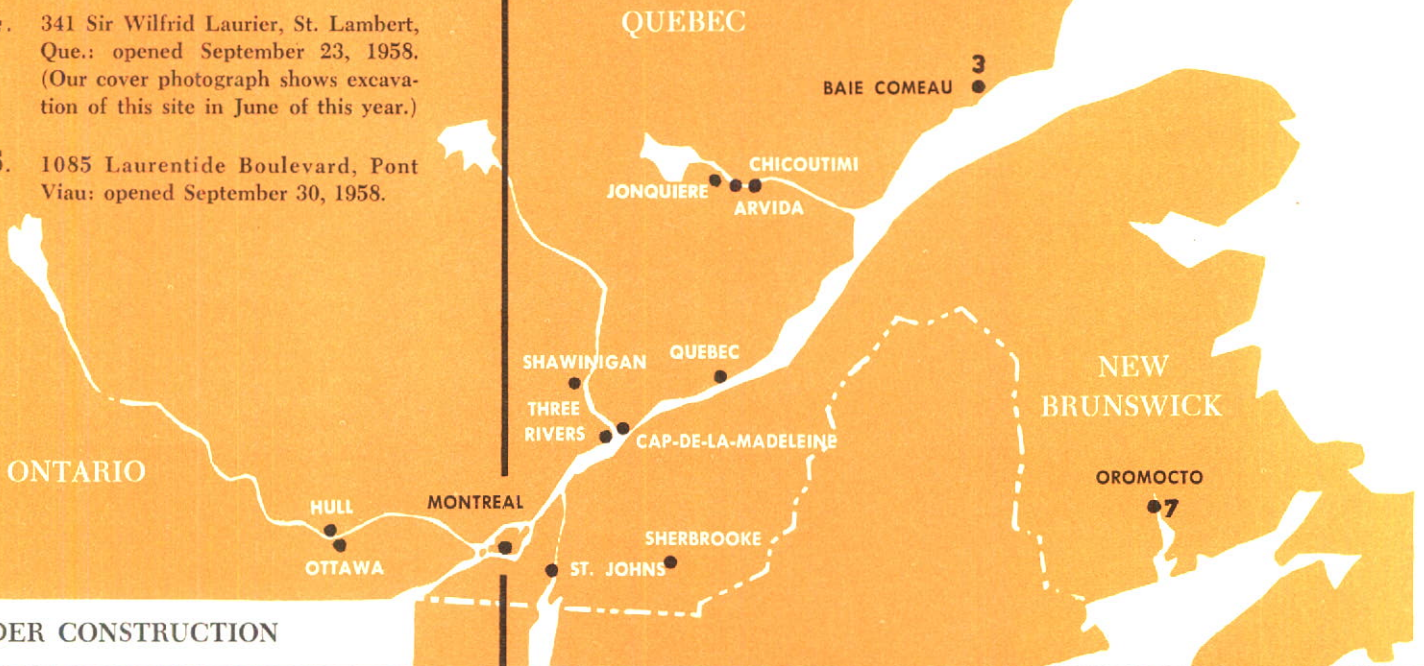 341 Sir Wilfrid Laurier, St. Lambert,
Que.: opened September 23, 1958.
(Our cover photograph shows excava-
tion of this site in June of this year.)
1085 Laurentide Boulevard, Pont
Viau: opened September 30, 1958.
QUEBEC
3
BAIE COMEAU
CHICOUTIMI
JONQUIERE
ARVIDA
SHAWINIGAN
QUEBEC
THREE
RIVERS
CAP-DE-LA-MADELEINE
NEW
BRUNSWICK
ONTARIO
OROMOCTO
7
HULL
MONTREAL
OTTAWA
SHERBROOKE
ST. JOHNS
DER CONSTRUCTION